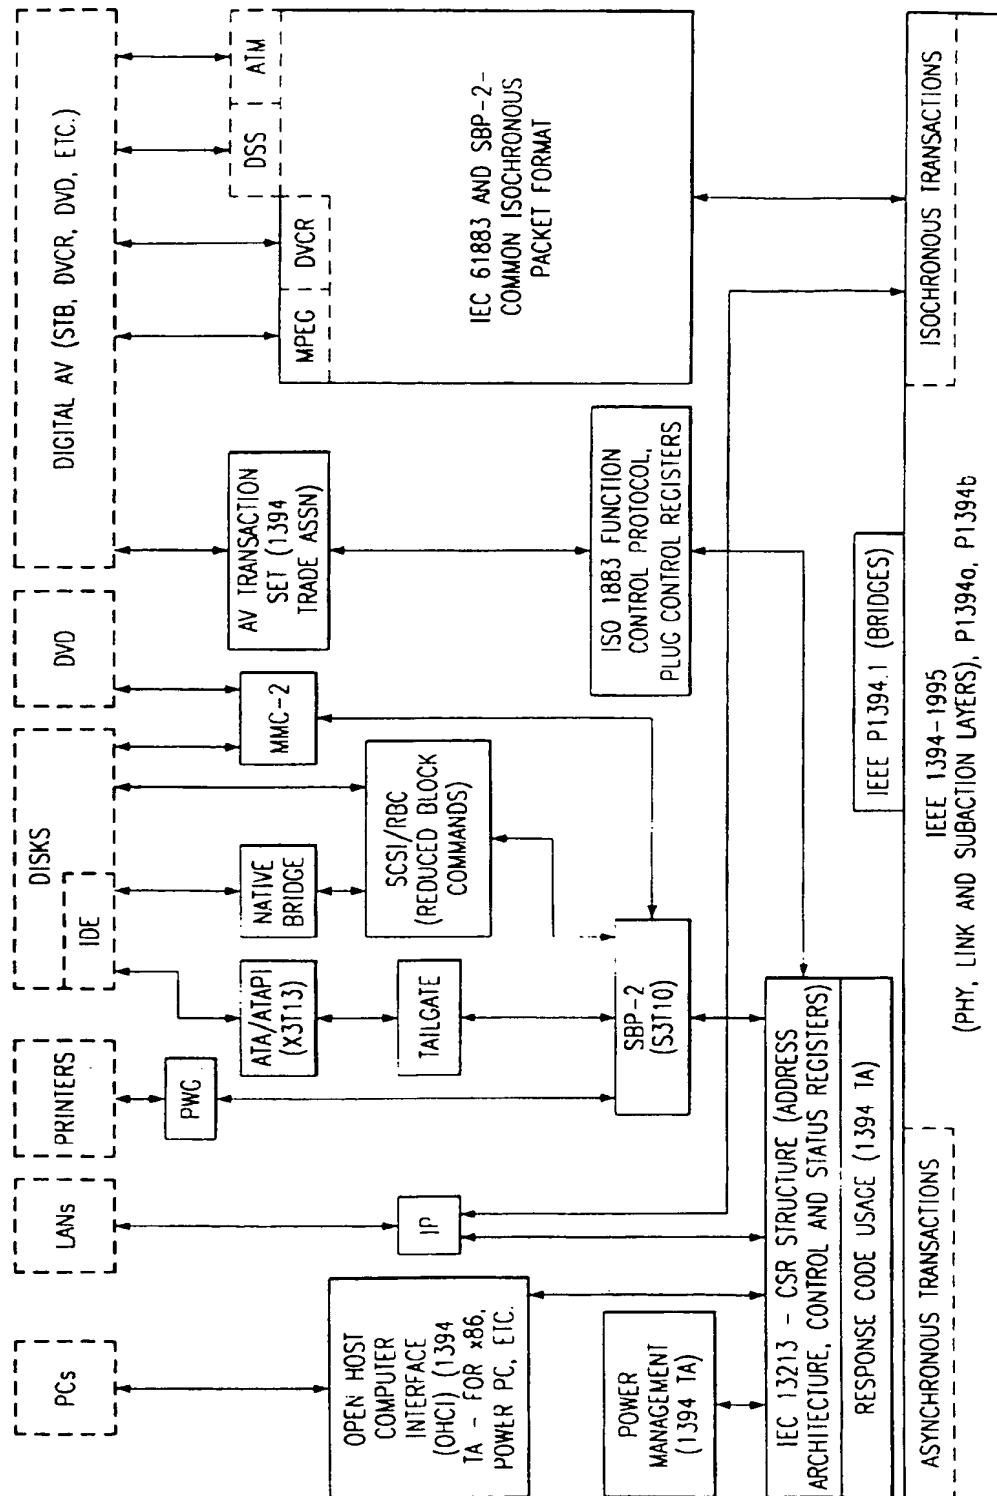 PCs
LANs
PRINTERS
DISKS
IDE
DVD
DIGITAL AV (STB, DVCR, DVD, ETC.)
PWG
OPEN HOST
COMPUTER
INTERFACE
(OHCI) (1394
TA - FOR x86,
POWER PC, ETC.
IP
ATA/ATAPI
(X3T13)
TAILGATE
NATIVE
BRIDGE
SCSI/RBC
(REDUCED BLOCK
COMMANDS)
MMC-2
AV TRANSACTION
SET (1394
TRADE ASSN)
MPEG
DVCR
DSS
ATM
IEC 61883 AND SBP-2-
COMMON ISOCHRONOUS
PACKET FORMAT
POWER
MANAGEMENT
(1394 TA)
SBP-2
(S3T10)
ISO 1883 FUNCTION
CONTROL PROTOCOL,
PLUG CONTROL REGISTERS
IEC 13213 - CSR STRUCTURE (ADDRESS
ARCHITECTURE, CONTROL AND STATUS REGISTERS)
RESPONSE CODE USAGE (1394 TA)
IEEE P1394.1 (BRIDGES)
ASYNCHRONOUS TRANSACTIONS
IEEE 1394-1995
(PHY, LINK AND SUBACTION LAYERS), P1394a, P1394b
ISOCHRONOUS TRANSACTIONS